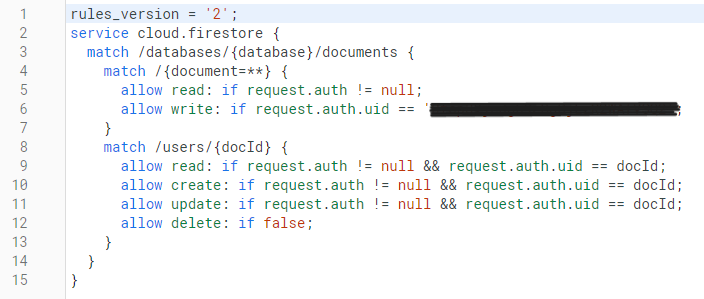 1 rules_version = '2';
2 service cloud.firestore {
3 match /databases/{database}/documents {
4 match /{document=**} {
5 allow read: if request.auth != null;
6 allow write: if request.auth.uid == '
7 }
8 match /users/{docId} {
9 allow read: if request.auth != null && request.auth.uid == docId;
10 allow create: if request.auth != null && request.auth.uid == docId;
11 allow update: if request.auth != null && request.auth.uid == docId;
12 allow delete: if false;
13 }
14 }
15 }